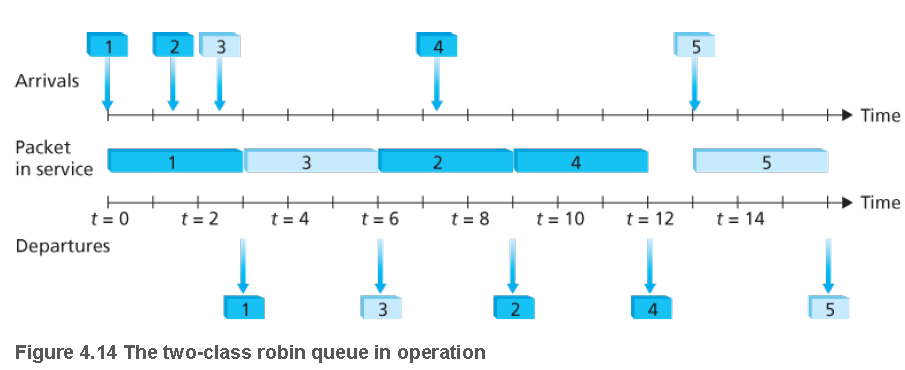 1 2 3 4 5
Arrivals
Time
Packet
in service
1 3 2 4 5
Time
t = 0 t = 2 t = 4 t = 6 t = 8 t = 10 t = 12 t = 14
Departures
1 3 2 4 5
Figure 4.14 The two-class robin queue in operation